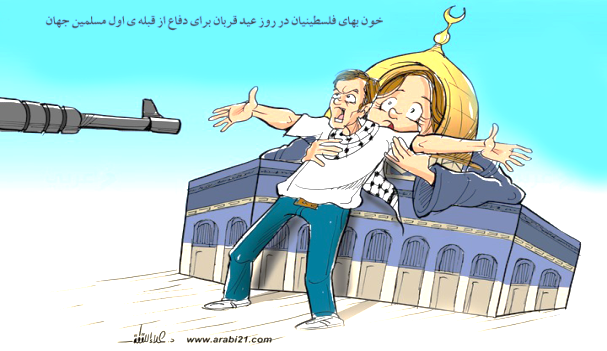 خون بهای فلسطینیان در روز عید قربان برای دفاع از قبله ی اول مسلمین جهان
www.arabi21.com